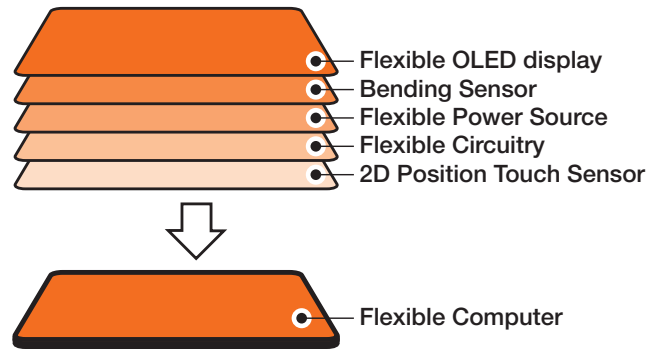 Flexible OLED display
Bending Sensor
Flexible Power Source
Flexible Circuitry
2D Position Touch Sensor
Flexible Computer